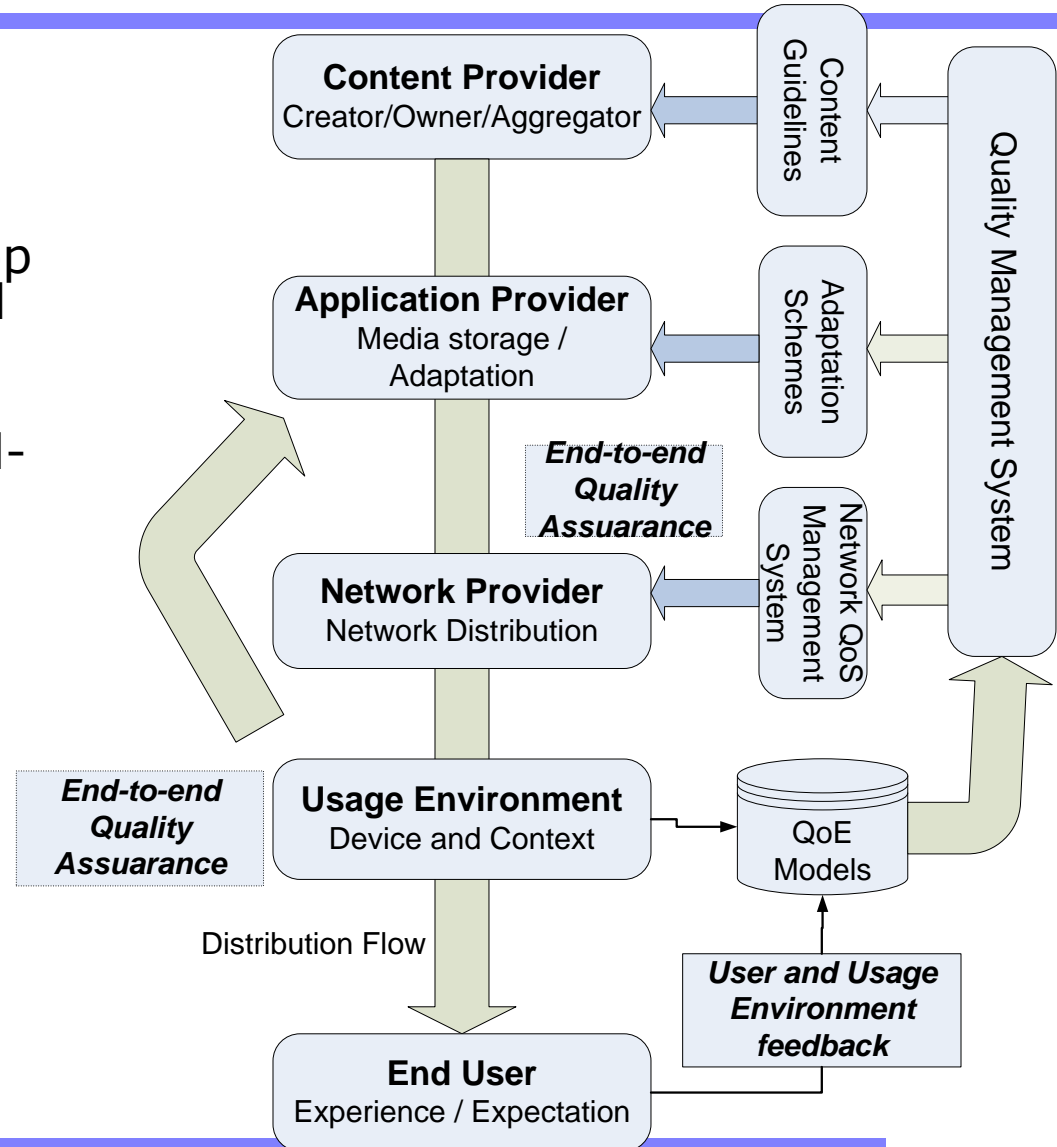 Content Provider
Creator/Owner/Aggregator
Content
Guidelines
Quality Management System
p
Application Provider
Media storage /
Adaptation
Adaptation
Schemes
l-
End-to-end
Quality
Assuarance
Network Provider
Network Distribution
Network QoS
Management
System
End-to-end
Quality
Assuarance
Usage Environment
Device and Context
QoE
Models
Distribution Flow
User and Usage
Environment
feedback
End User
Experience / Expectation